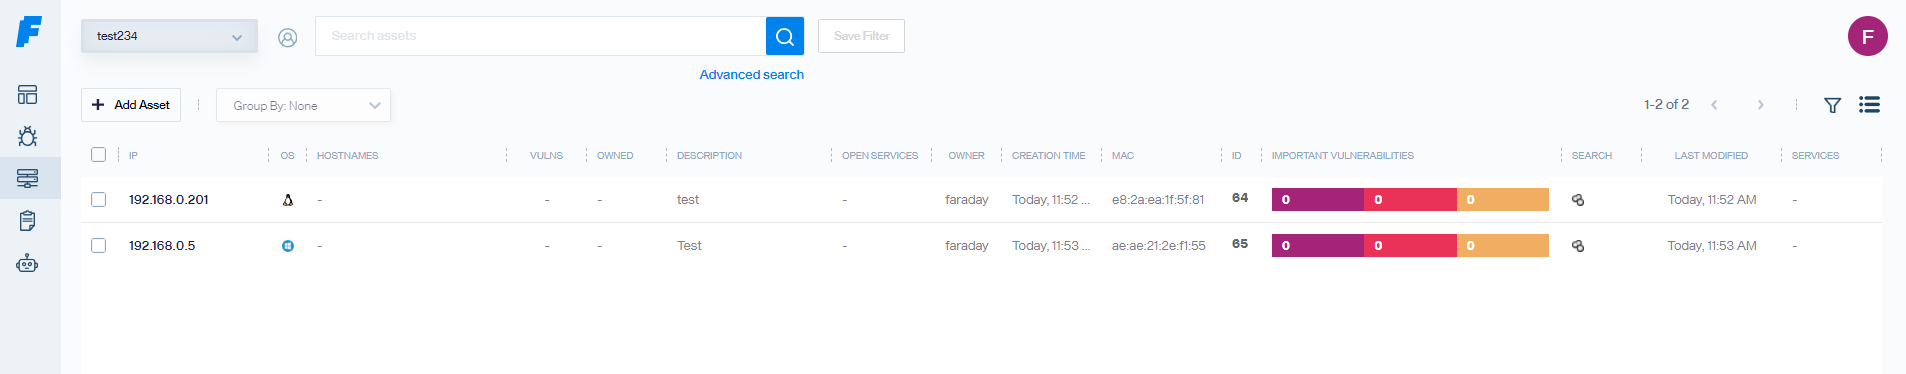 test234
Search assets
Save Filter
F
Advanced search
+ Add Asset
Group By: None
1-2 of 2
IP OS HOSTNAMES VULNS OWNED DESCRIPTION OPEN SERVICES OWNER CREATION TIME MAC ID IMPORTANT VULNERABILITIES SEARCH LAST MODIFIED SERVICES
192.168.0.201 - - - test - faraday Today, 11:52 ... e8:2a:ea:1f:5f:81 64 0 0 0 Today, 11:52 AM -
192.168.0.5 - - - Test - faraday Today, 11:53 ... ae:ae:21:2e:f1:55 65 0 0 0 Today, 11:53 AM -